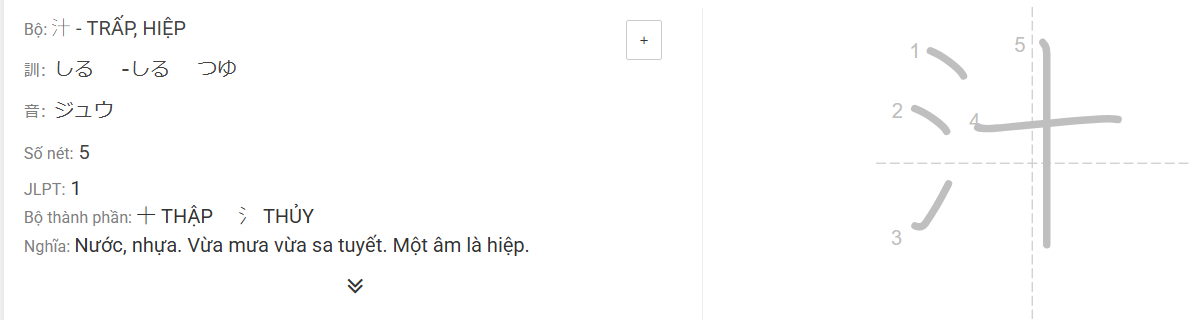 Bộ: 汁 - TRẤP, HIỆP
+
訓: しる -しる つゆ
音: ジュウ
Số nét: 5
JLPT: 1
Bộ thành phần: 十 THẬP 氵 THỦY
Nghĩa: Nước, nhựa. Vừa mưa vừa sa tuyết. Một âm là hiệp.
1
5
2
4
3
汁